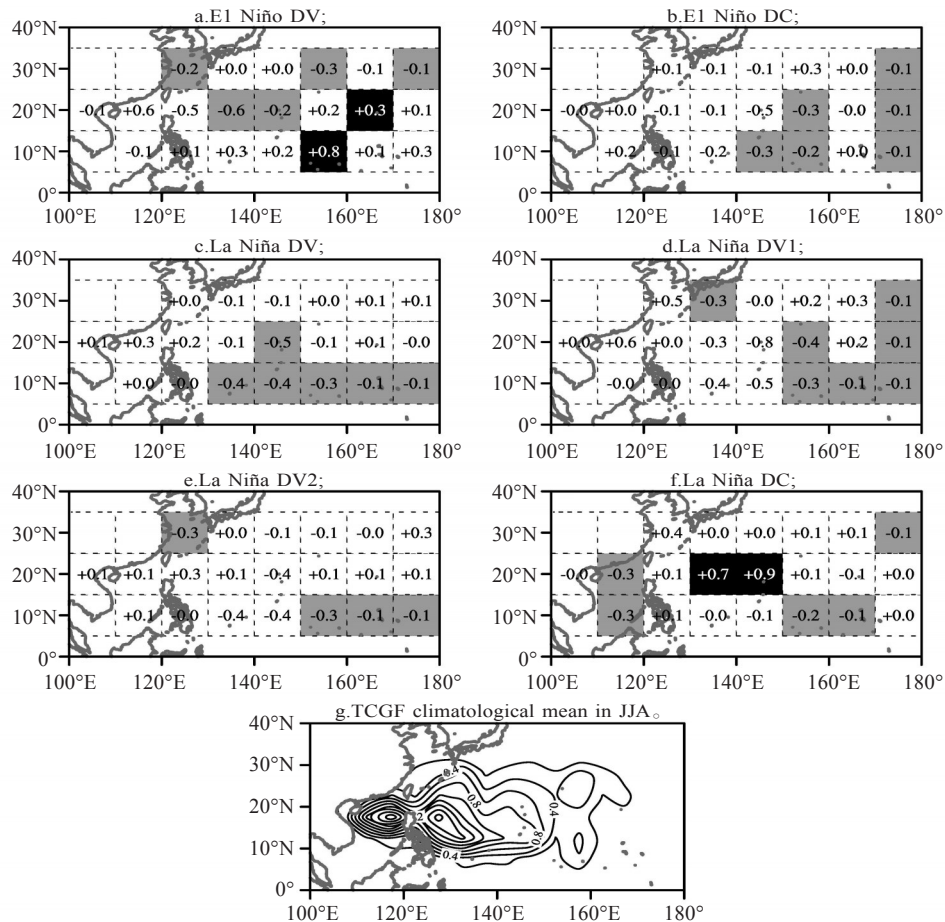 a.E1 Niño DV;
40°N
30°N
20°N
10°N
0°
-0.2 +0.0 +0.0 -0.3 -0.1 -0.1
-0.1 +0.6 -0.5 -0.6 -0.2 +0.2 +0.3 +0.1
-0.1 +0.1 +0.3 +0.2 +0.8 +0.1 +0.3
100°E 120°E 140°E 160°E 180°
b.E1 Niño DC;
40°N
30°N
20°N
10°N
0°
+0.1 -0.1 -0.1 +0.3 +0.0 -0.1
-0.0 +0.0 -0.1 -0.1 -0.5 -0.3 -0.0 -0.1
+0.2 -0.1 -0.2 -0.3 -0.2 +0.0 -0.1
100°E 120°E 140°E 160°E 180°
c.La Niña DV;
40°N
30°N
20°N
10°N
0°
+0.0 -0.1 -0.1 +0.0 +0.1 +0.1
+0.1 +0.3 +0.2 -0.1 -0.5 -0.1 +0.1 -0.0
+0.0 -0.0 -0.4 -0.4 -0.3 -0.1 -0.1
100°E 120°E 140°E 160°E 180°
d.La Niña DV1;
40°N
30°N
20°N
10°N
0°
+0.5 -0.3 -0.0 +0.2 +0.3 -0.1
+0.0 +0.6 +0.0 -0.3 -0.8 -0.4 +0.2 -0.1
-0.0 -0.0 -0.4 -0.5 -0.3 -0.1 -0.1
100°E 120°E 140°E 160°E 180°
e.La Niña DV2;
40°N
30°N
20°N
10°N
0°
-0.3 +0.0 -0.1 -0.1 -0.0 +0.3
+0.1 +0.1 +0.3 +0.1 -0.4 +0.1 +0.1 +0.1
+0.1 -0.0 -0.4 -0.4 -0.3 -0.1 -0.1
100°E 120°E 140°E 160°E 180°
f.La Niña DC;
40°N
30°N
20°N
10°N
0°
+0.4 +0.0 +0.0 +0.1 +0.1 -0.1
-0.0 -0.3 +0.1 +0.7 +0.9 +0.1 -0.1 +0.0
-0.3 +0.1 -0.0 -0.1 -0.2 -0.1 +0.0
100°E 120°E 140°E 160°E 180°
g.TCGF climatological mean in JJA。
40°N
30°N
20°N
10°N
0°
0.4
0.8
0.4
2
0.8
0.4
100°E 120°E 140°E 160°E 180°